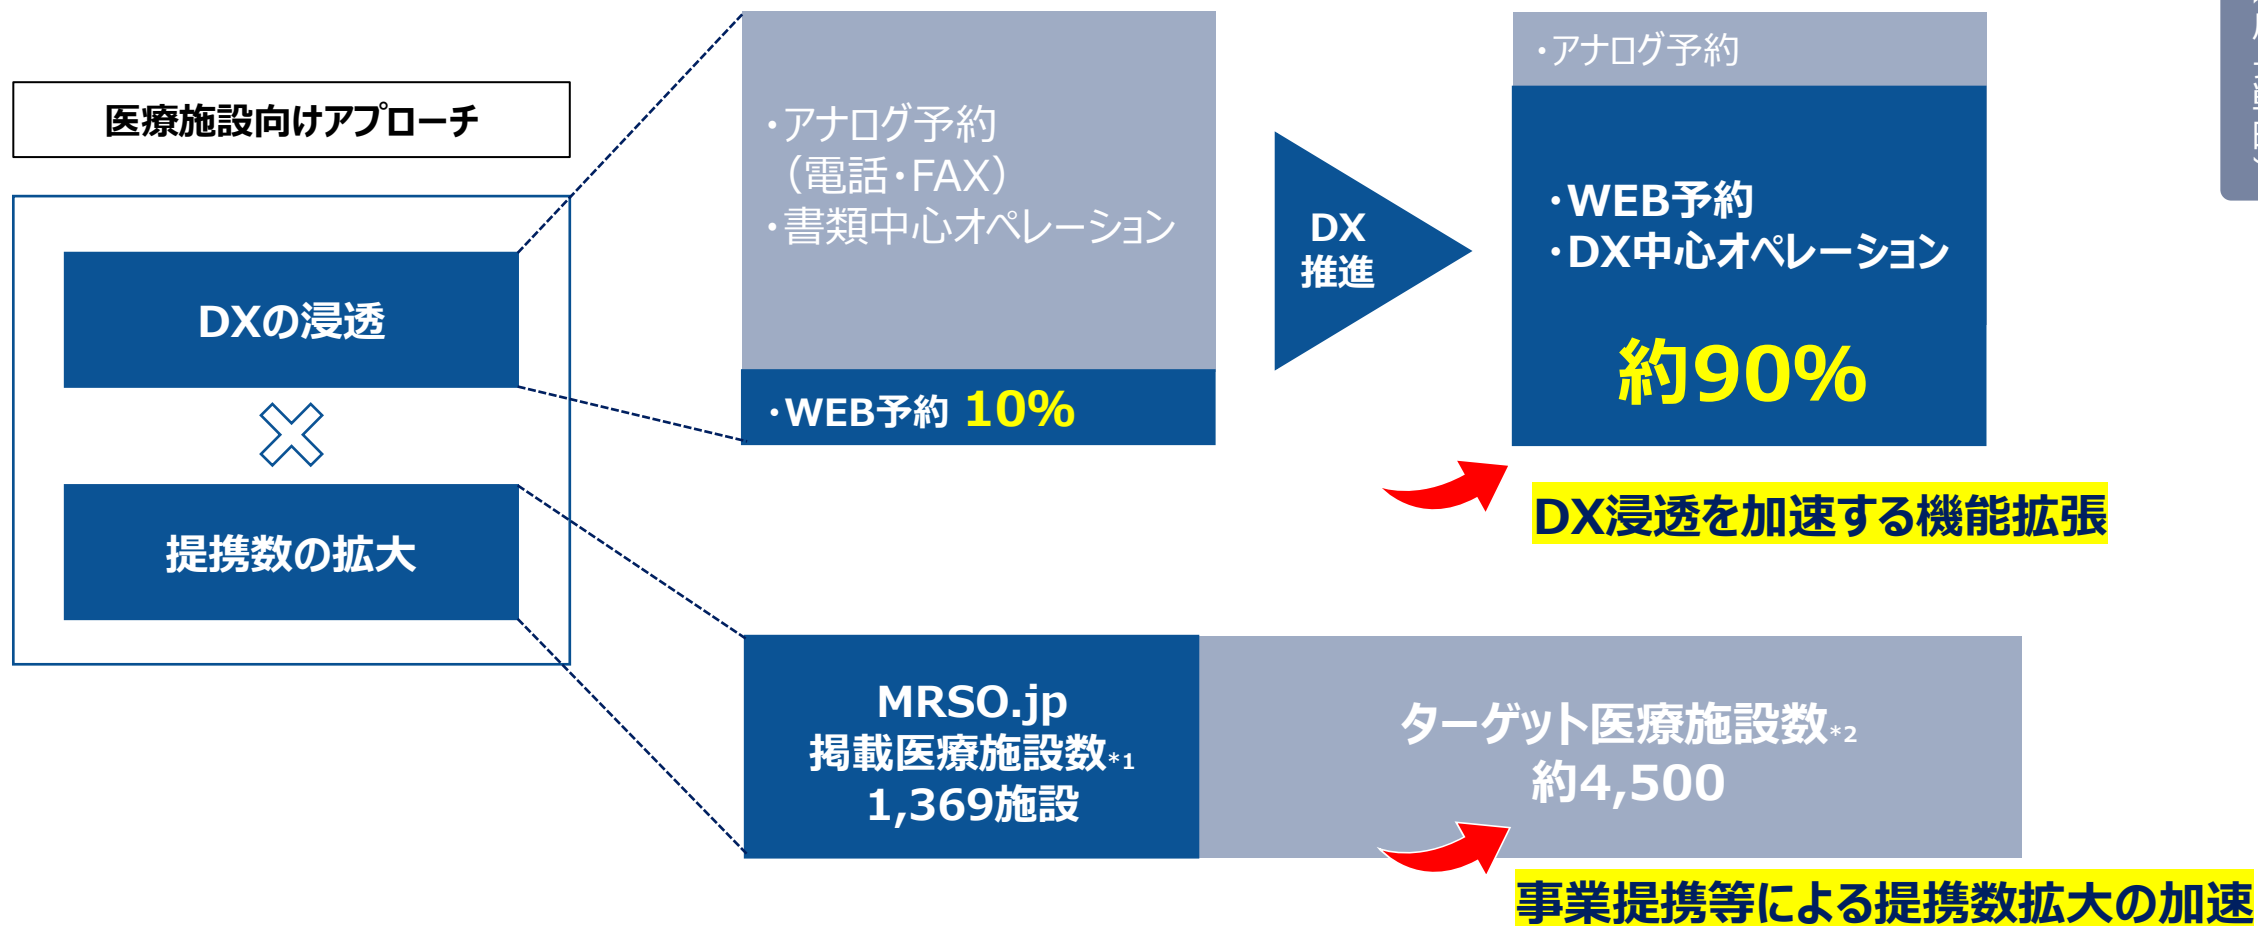 医療施設向けアプローチ
DXの浸透
提携数の拡大
・アナログ予約
（電話・FAX）
・書類中心オペレーション
・WEB予約 10%
DX
推進
・アナログ予約
・WEB予約
・DX中心オペレーション
約90%
DX浸透を加速する機能拡張
MRSO.jp
掲載医療施設数*1
1,369施設
ターゲット医療施設数*2
約4,500
事業提携等による提携数拡大の加速